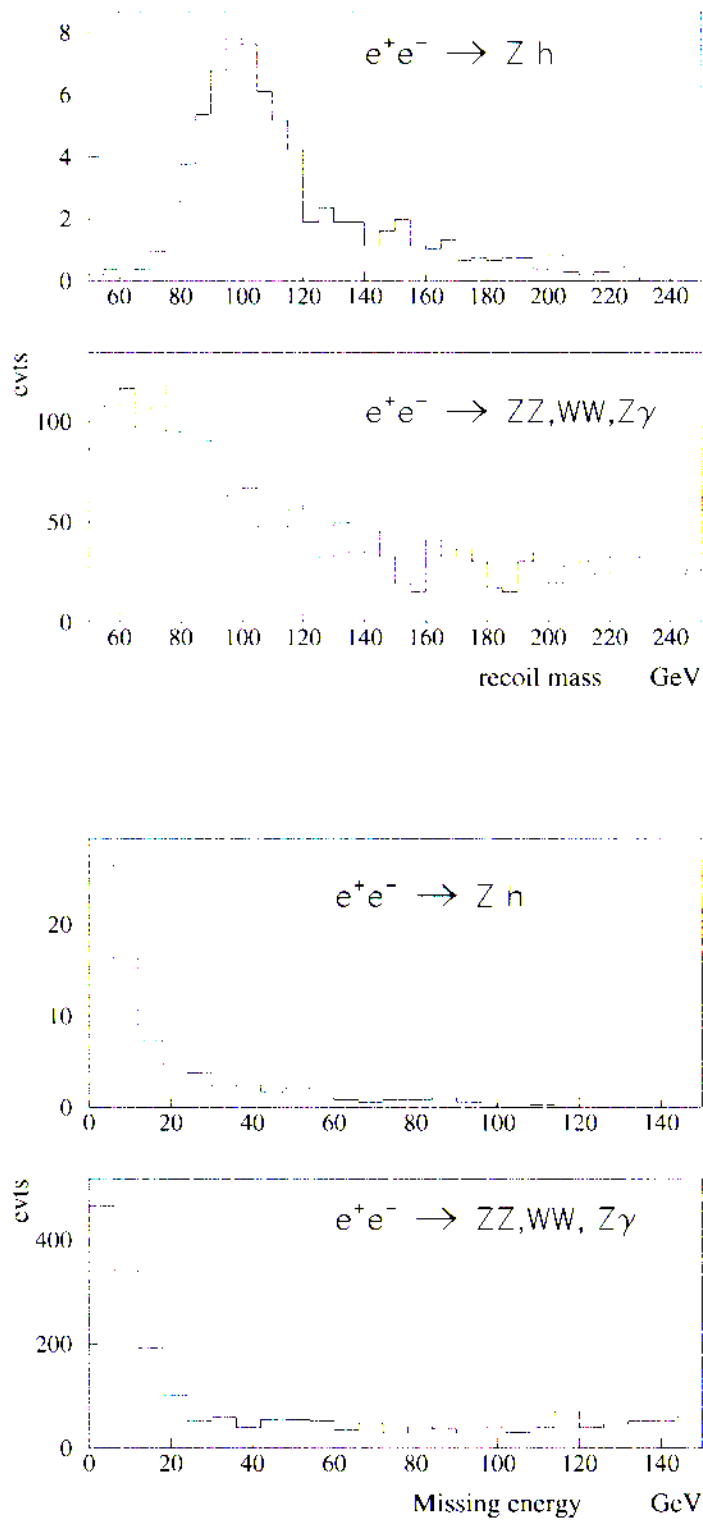 8
e⁺e⁻ → Z h
6
4
2
0
60 80 100 120 140 160 180 200 220 240
evts
100
e⁺e⁻ → ZZ,WW,Zγ
50
0
60 80 100 120 140 160 180 200 220 240
recoil mass GeV
e⁺e⁻ → Z h
20
10
0
0 20 40 60 80 100 120 140
evts
e⁺e⁻ → ZZ,WW, Zγ
400
200
0
0 20 40 60 80 100 120 140
Missing energy GeV